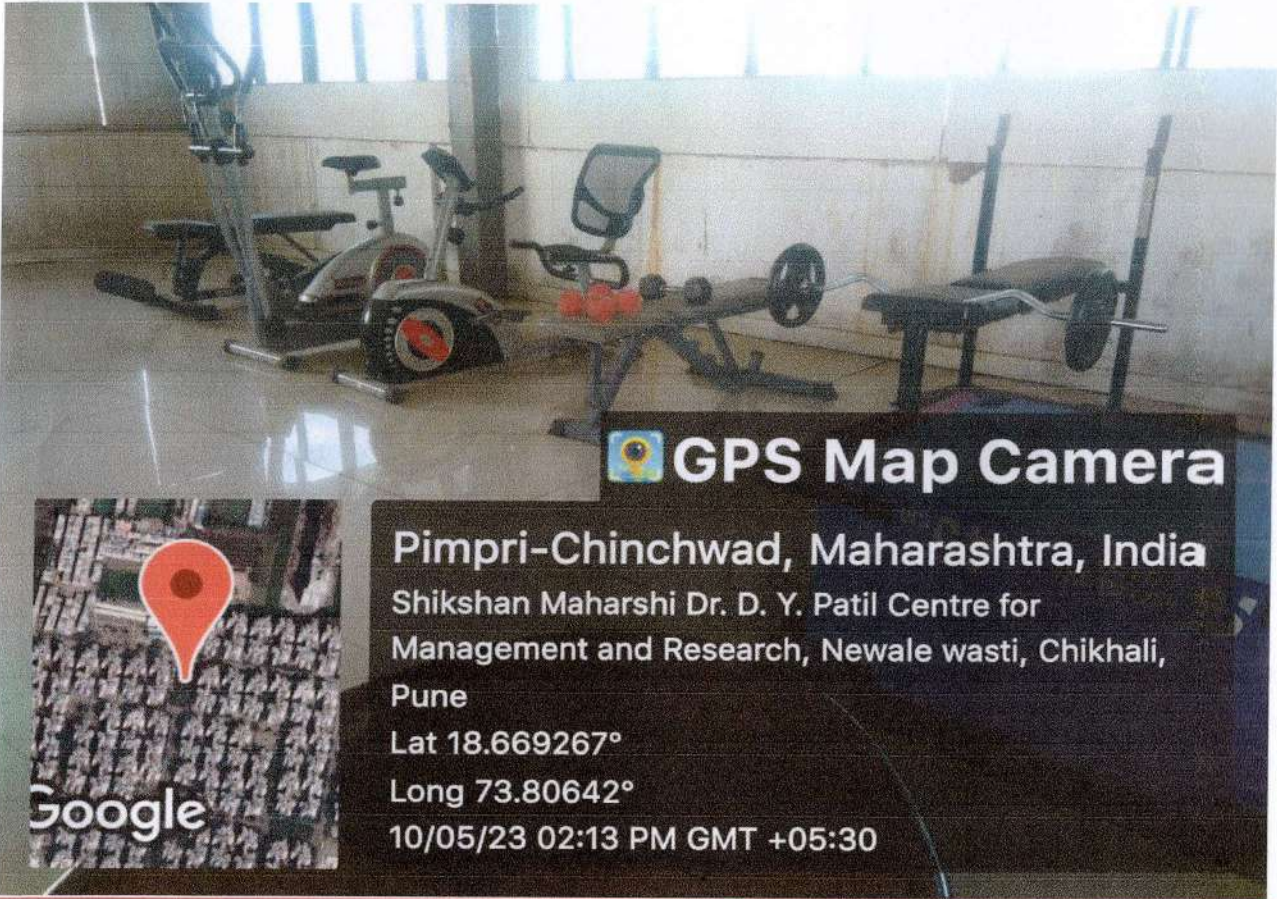 GPS Map Camera
Pimpri-Chinchwad, Maharashtra, India
Shikshan Maharshi Dr. D. Y. Patil Centre for
Management and Research, Newale wasti, Chikhali,
Pune
Lat 18.669267°
Long 73.80642°
10/05/23 02:13 PM GMT +05:30
Google